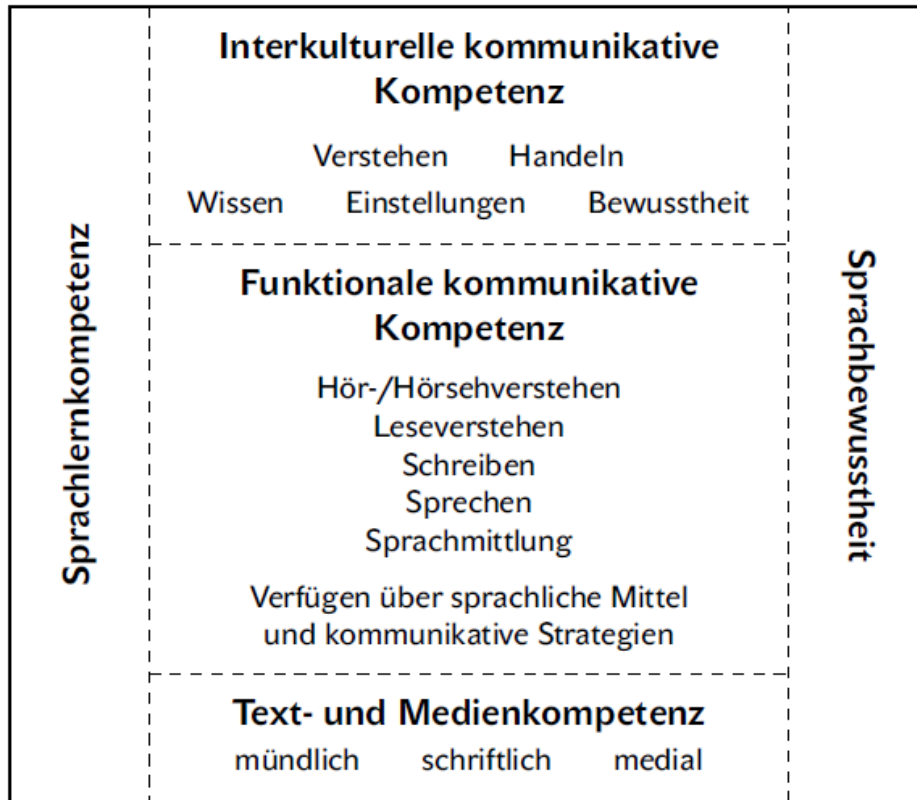 Interkulturelle kommunikative
Kompetenz
Verstehen Handeln
Wissen Einstellungen Bewusstheit
Sprachlernkompetenz
Funktionale kommunikative
Kompetenz
Hör-/Hörsehverstehen
Leseverstehen
Schreiben
Sprechen
Sprachmittlung
Verfügen über sprachliche Mittel
und kommunikative Strategien
Sprachbewusstheit
Text- und Medienkompetenz
mündlich schriftlich medial